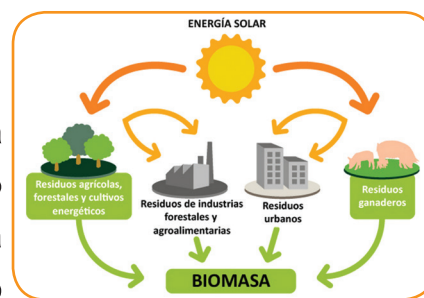 ENERGÍA SOLAR
Residuos agrícolas,
forestales y cultivos
energéticos
Residuos de industrias
forestales y
agroalimentarias
Residuos
urbanos
Residuos
ganaderos
BIOMASA